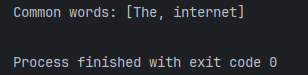 Common words: [The, internet]
Process finished with exit code 0